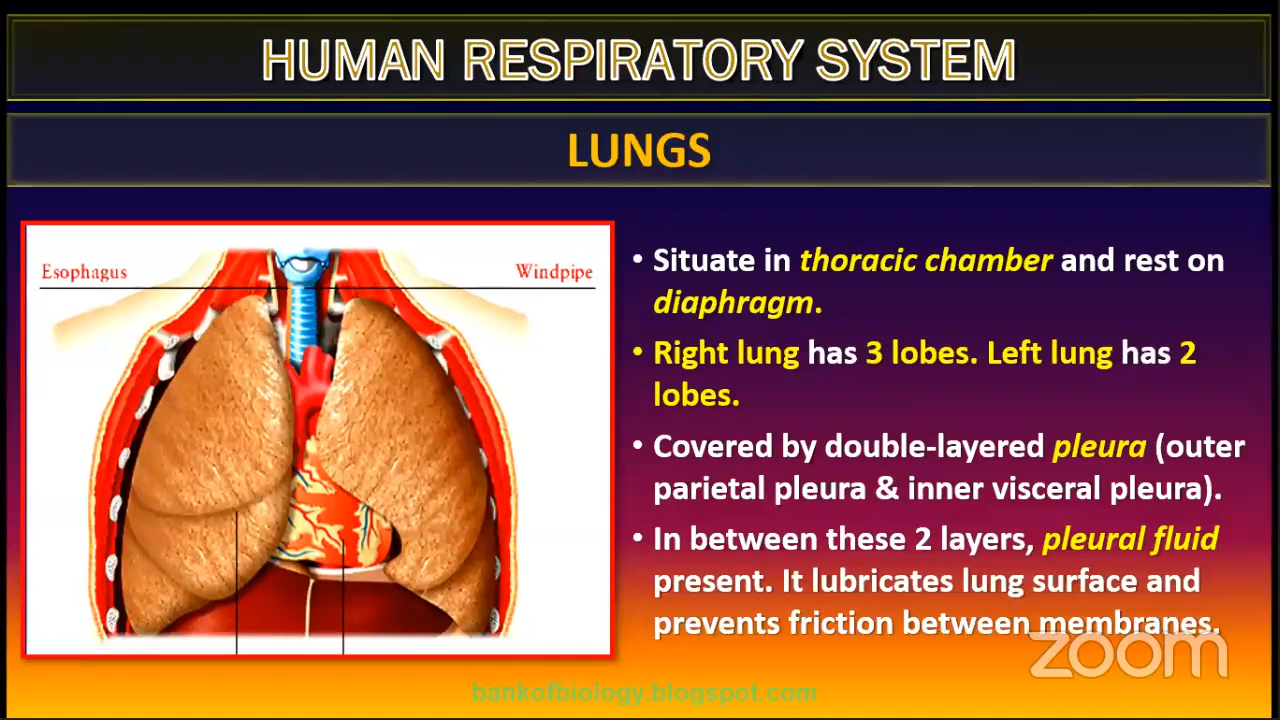 HUMAN RESPIRATORY SYSTEM
LUNGS
Esophagus
Windpipe
• Situate in thoracic chamber and rest on
diaphragm.
• Right lung has 3 lobes. Left lung has 2
lobes.
• Covered by double-layered pleura (outer
parietal pleura & inner visceral pleura).
• In between these 2 layers, pleural fluid
present. It lubricates lung surface and
prevents friction between membranes.
zoom
bankofbiology.blogspot.com